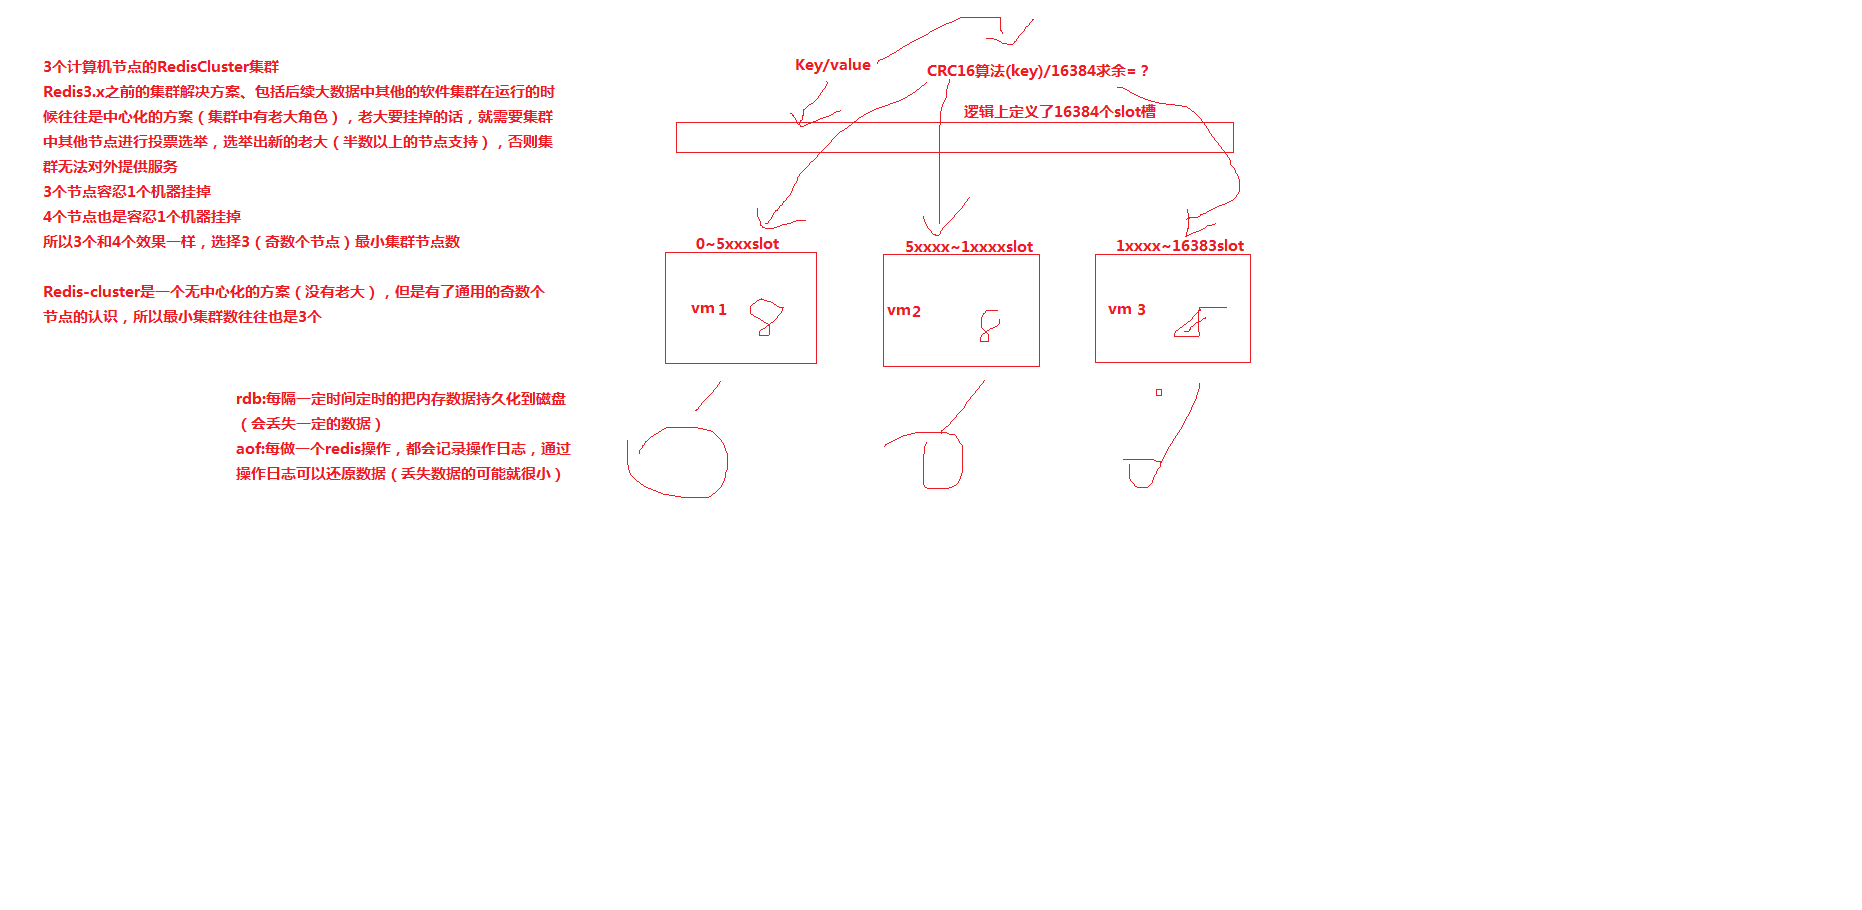 3个计算机节点的RedisCluster集群
Redis3.x之前的集群解决方案、包括后续大数据中其他的软件集群在运行的时
候往往是中心化的方案（集群中有老大角色），老大要挂掉的话，就需要集群
中其他节点进行投票选举，选举出新的老大（半数以上的节点支持），否则集
群无法对外提供服务
3个节点容忍1个机器挂掉
4个节点也是容忍1个机器挂掉
所以3个和4个效果一样，选择3（奇数个节点）最小集群节点数
Redis-cluster是一个无中心化的方案（没有老大），但是有了通用的奇数个
节点的认识，所以最小集群数往往也是3个
rdb:每隔一定时间定时的把内存数据持久化到磁盘
（会丢失一定的数据）
aof:每做一个redis操作，都会记录操作日志，通过
操作日志可以还原数据（丢失数据的可能就很小）
Key/value
CRC16算法(key)/16384求余=？
逻辑上定义了16384个slot槽
0~5xxxslot
5xxxx~1xxxxslot
1xxxx~16383slot
vm 1
vm2
vm 3